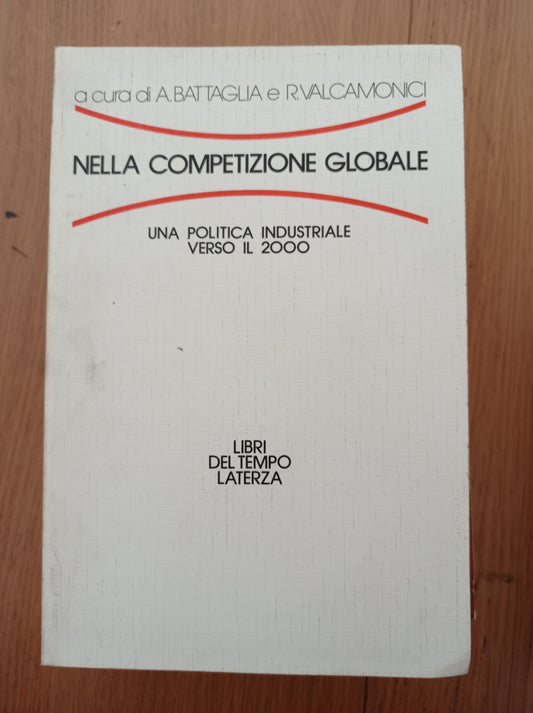 a cura di A.BATTAGLIA e R.VALCAMONICI
NELLA COMPETIZIONE GLOBALE
UNA POLITICA INDUSTRIALE
VERSO IL 2000
LIBRI
DEL TEMPO
LATERZA